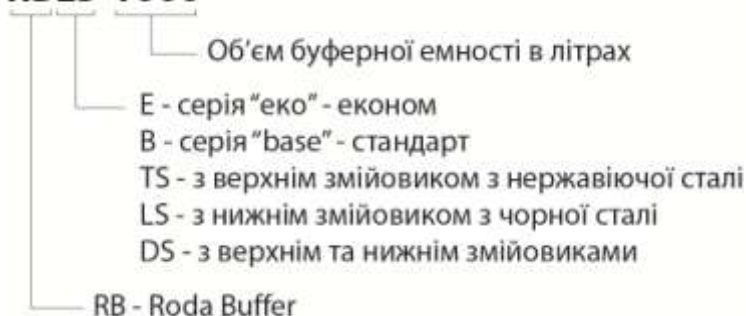 Об’єм буферної емності в літрах
E - серія “еко” - економ
B - серія “base” - стандарт
TS - з верхнім змійовиком з нержавіючої сталі
LS - з нижнім змійовиком з чорної сталі
DS - з верхнім та нижнім змійовиками
RB - Roda Buffer